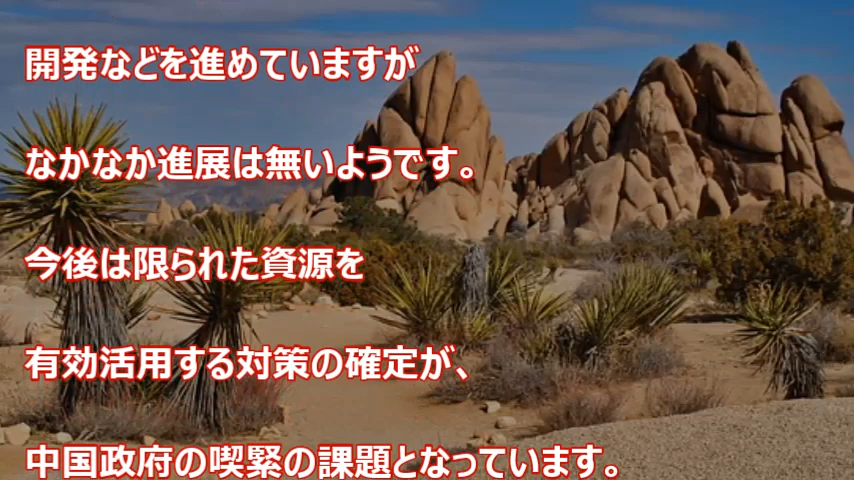 開発などを進めていますが
なかなか進展は無いようです。
今後は限られた資源を
有効活用する対策の確定が、
中国政府の喫緊の課題となっています。